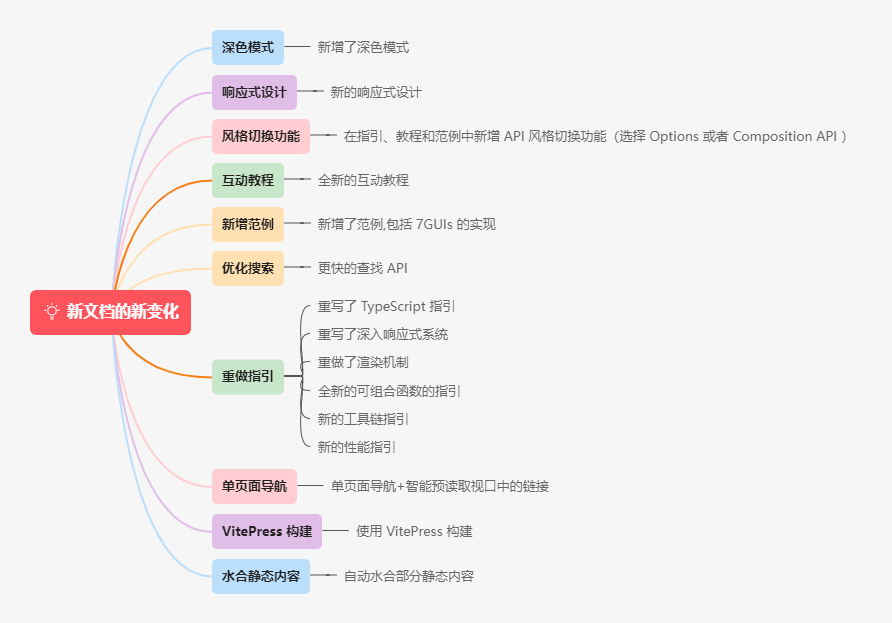 新文档的新变化
深色模式
新增了深色模式
响应式设计
新的响应式设计
风格切换功能
在指引、教程和范例中新增 API 风格切换功能（选择 Options 或者 Composition API ）
互动教程
全新的互动教程
新增范例
新增了范例,包括 7GUIs 的实现
优化搜索
更快的查找 API
重做指引
重写了 TypeScript 指引
重写了深入响应式系统
重做了渲染机制
全新的可组合函数的指引
新的工具链指引
新的性能指引
单页面导航
单页面导航+智能预读取视口中的链接
VitePress 构建
使用 VitePress 构建
水合静态内容
自动水合部分静态内容